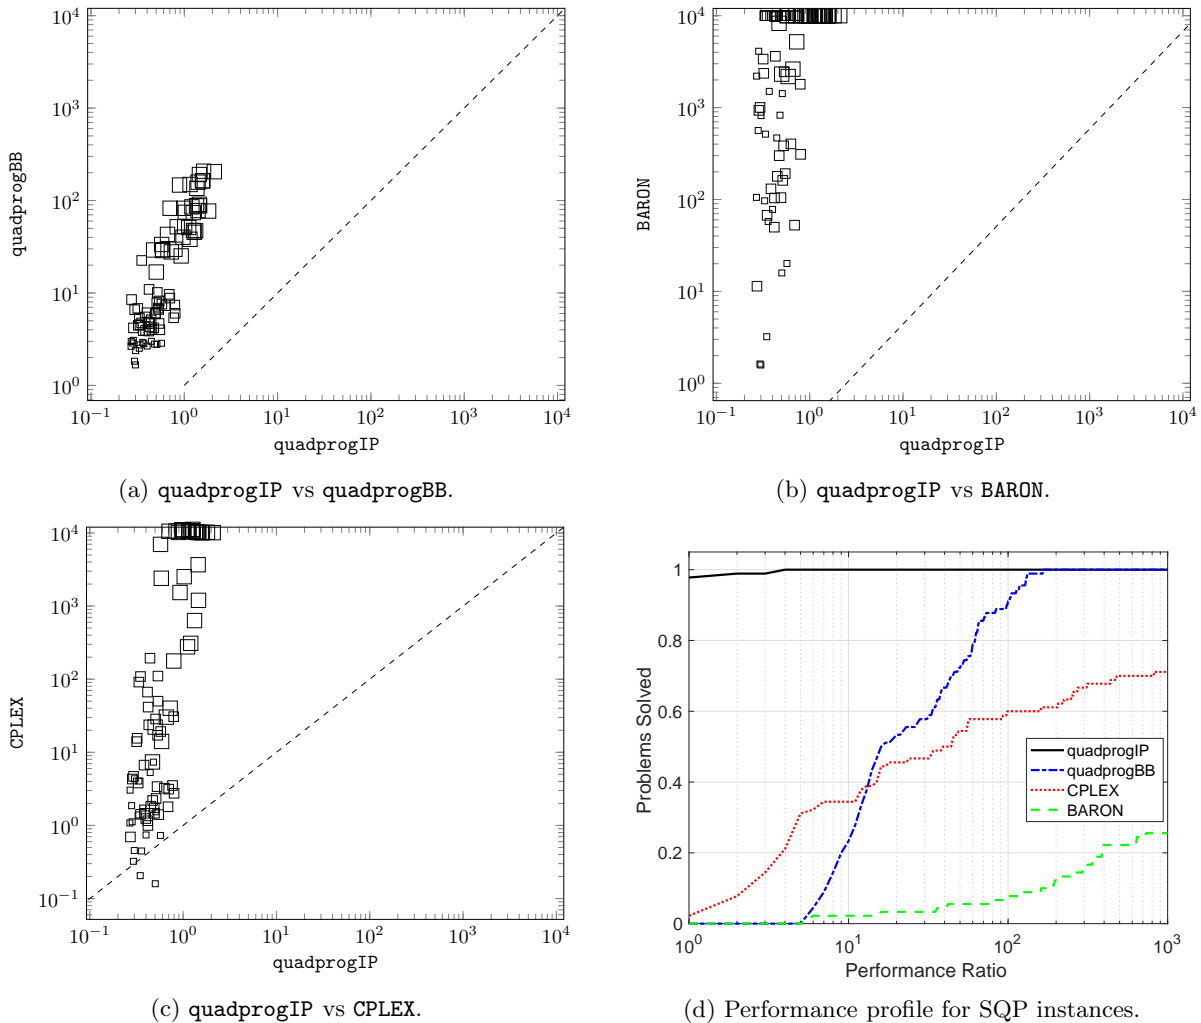 10^4
10^3
10^2
10^1
10^0
quadprogBB
10^−1 10^0 10^1 10^2 10^3 10^4
quadprogIP
(a) quadprogIP vs quadprogBB.
10^4
10^3
10^2
10^1
10^0
BARON
10^−1 10^0 10^1 10^2 10^3 10^4
quadprogIP
(b) quadprogIP vs BARON.
10^4
10^3
10^2
10^1
10^0
10^−1
CPLEX
10^−1 10^0 10^1 10^2 10^3 10^4
quadprogIP
(c) quadprogIP vs CPLEX.
1
0.8
0.6
0.4
0.2
0
Problems Solved
quadprogIP
quadprogBB
CPLEX
BARON
10^0 10^1 10^2 10^3
Performance Ratio
(d) Performance profile for SQP instances.